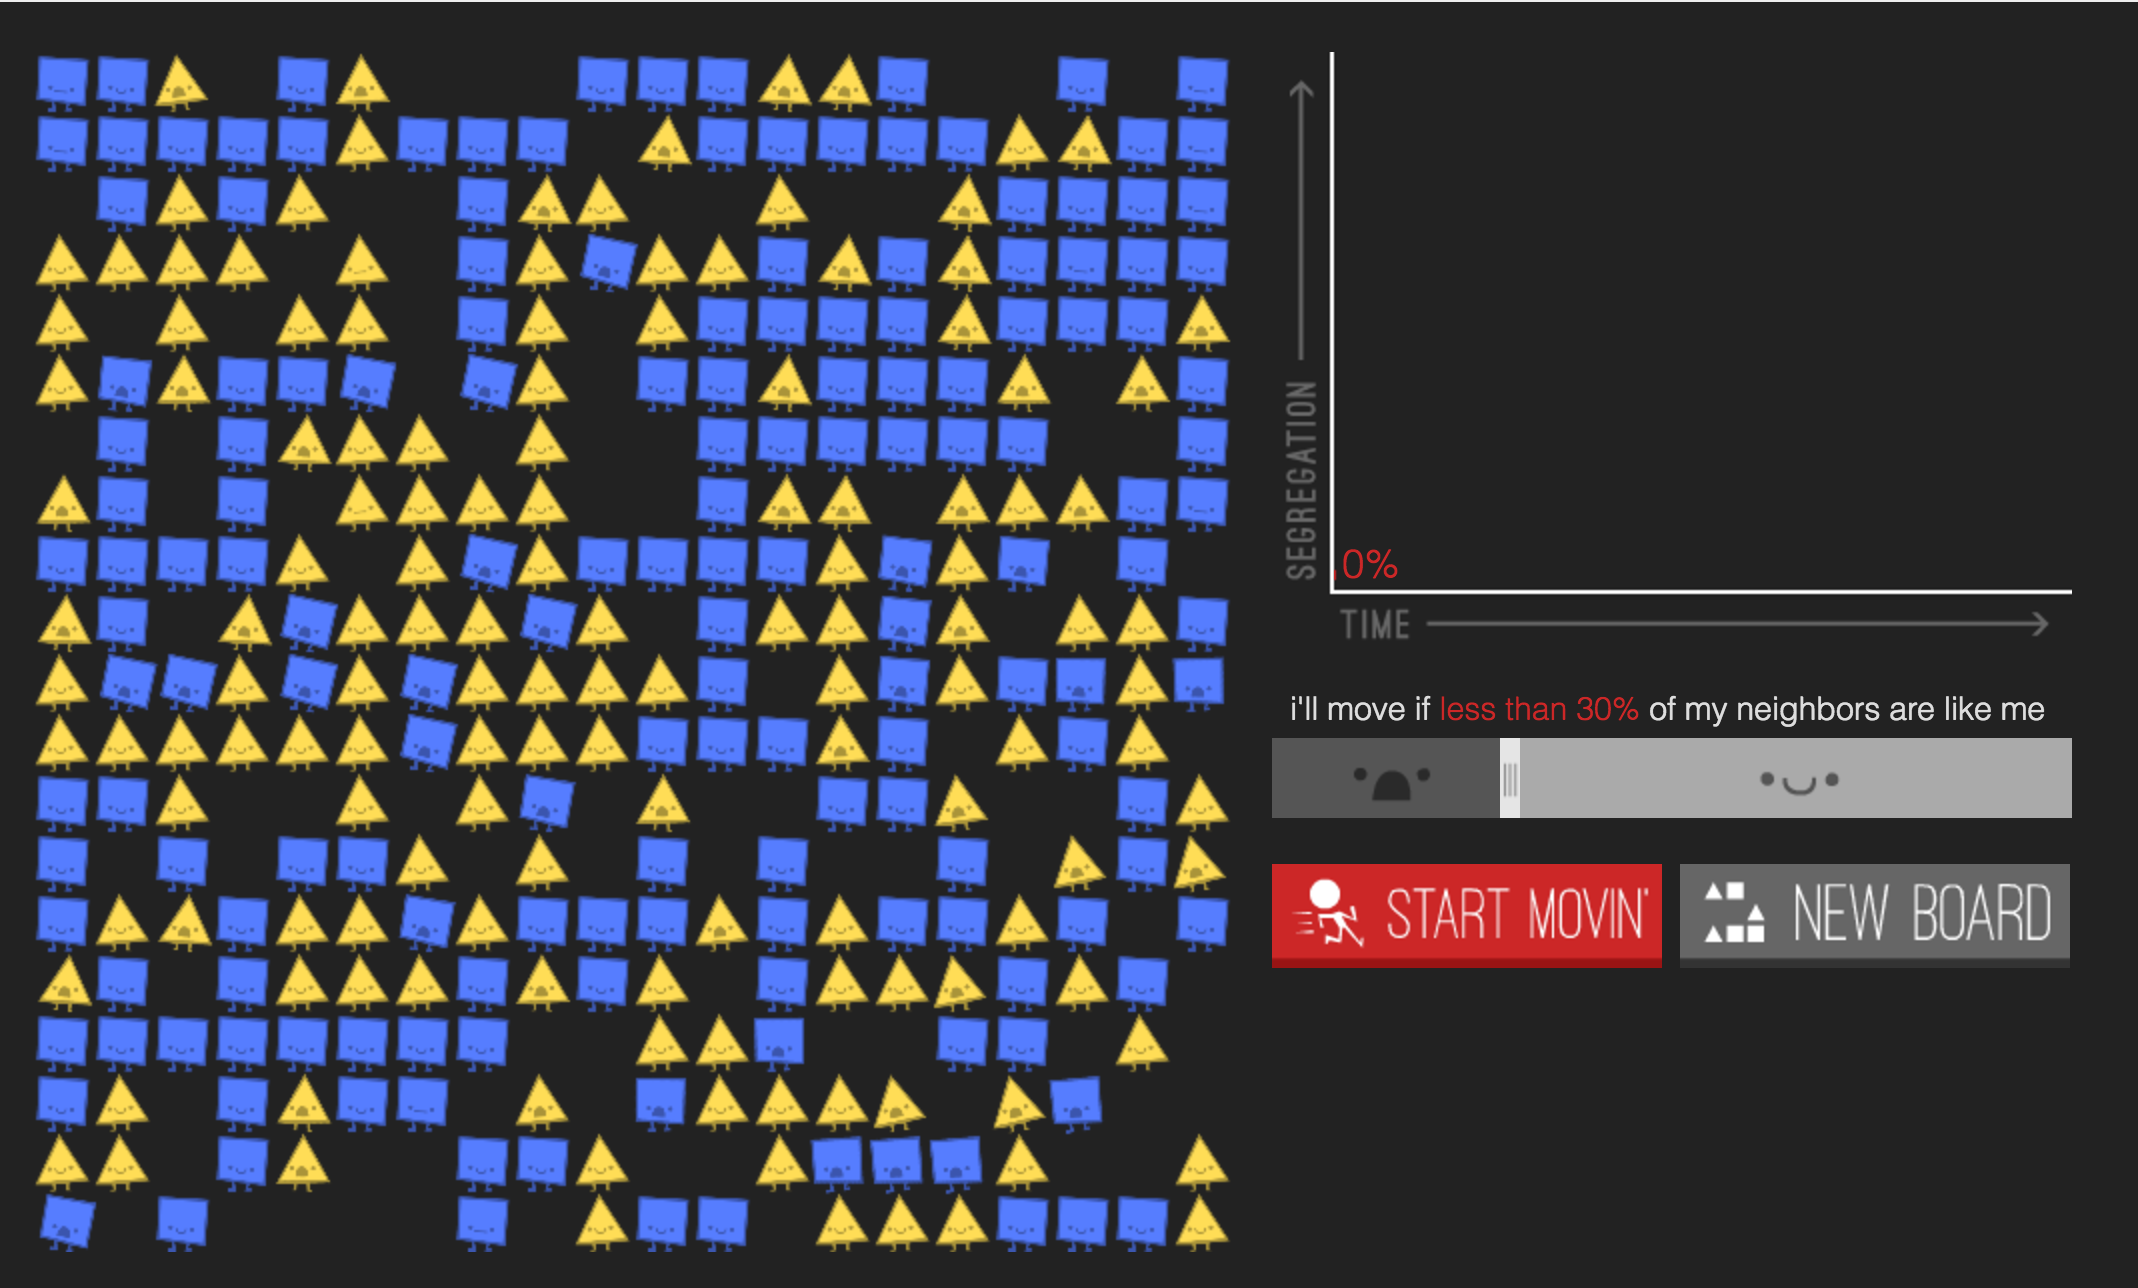 SEGREGATION
0%
TIME
i'll move if less than 30% of my neighbors are like me
START MOVIN'
NEW BOARD